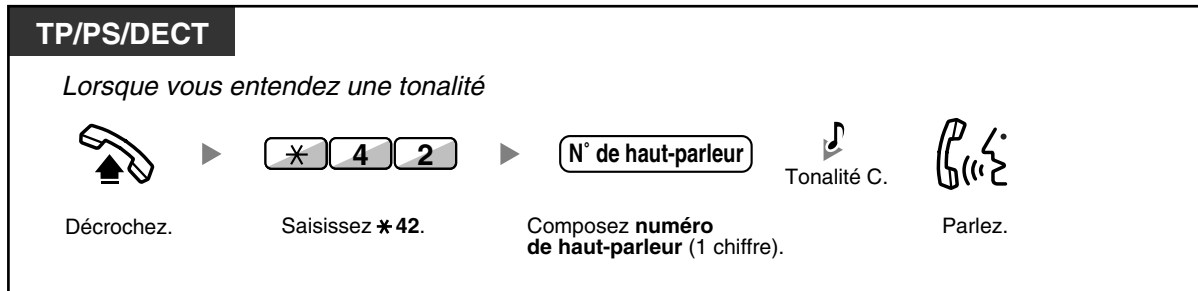 TP/PS/DECT
Lorsque vous entendez une tonalité
* 4 2
N° de haut-parleur
Tonalité C.
Décrochez.
Saisissez *42.
Composez numéro
de haut-parleur (1 chiffre).
Parlez.